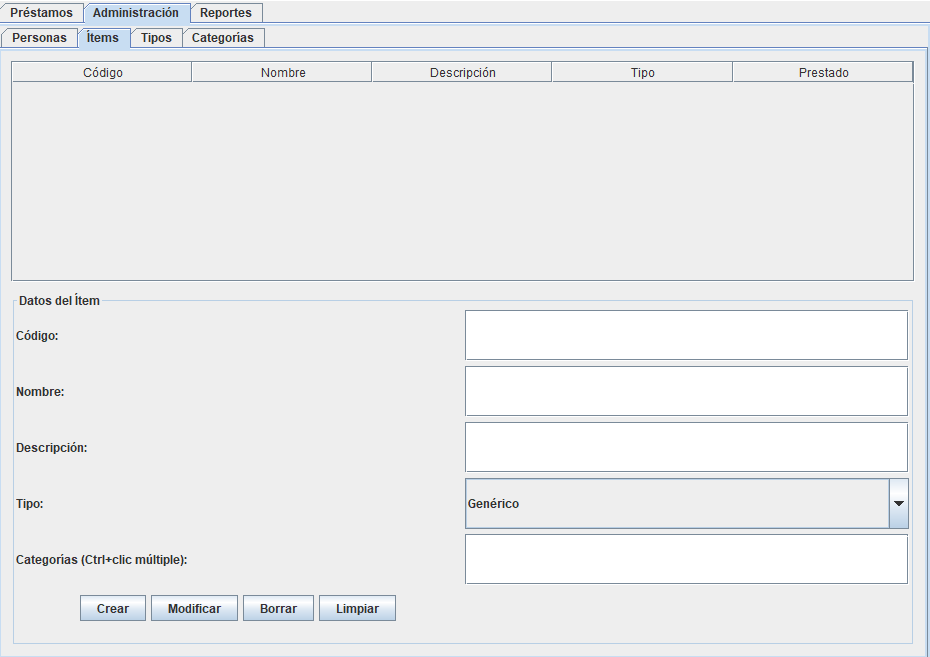 Préstamos Administración Reportes
Personas Ítems Tipos Categorías
Código Nombre Descripción Tipo Prestado
Datos del Ítem
Código:
Nombre:
Descripción:
Tipo: Genérico
Categorías (Ctrl+clic múltiple):
Crear Modificar Borrar Limpiar